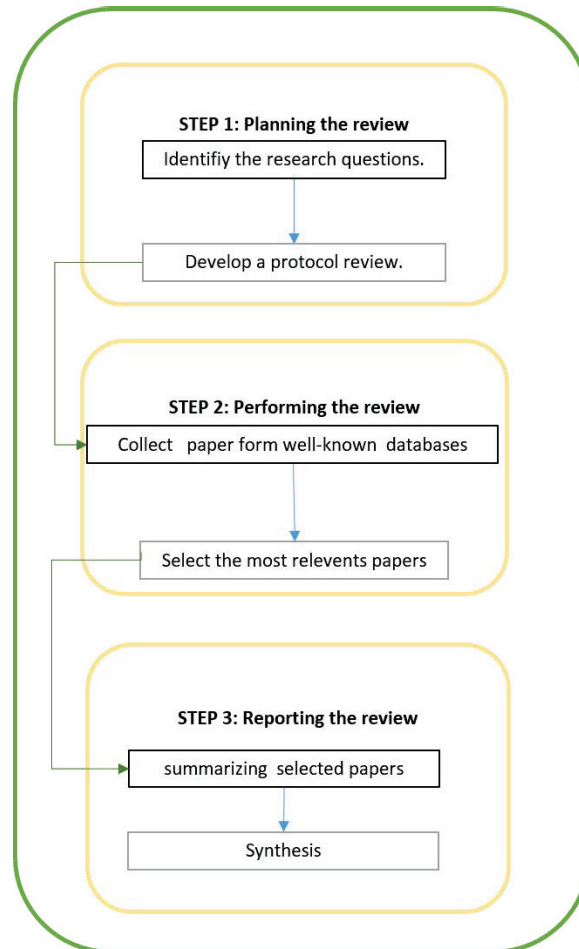 STEP 1: Planning the review
Identifiy the research questions.
Develop a protocol review.
STEP 2: Performing the review
Collect paper form well-known databases
Select the most relevents papers
STEP 3: Reporting the review
summarizing selected papers
Synthesis